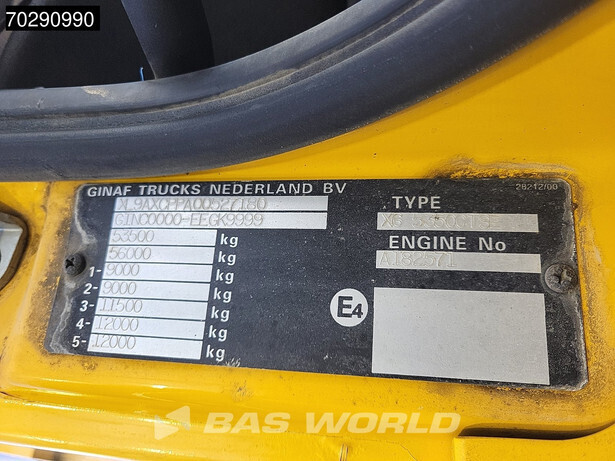 70290990
GINAF TRUCKS NEDERLAND BV
28212/00
XL9AXCPPA00527180
GINC0000-EEGK9999
53500 kg
56000 kg
1- 9000 kg
2- 9000 kg
3- 11500 kg
4- 12000 kg
5- 12000 kg
TYPE
ENGINE No
A182571
E4
BAS WORLD